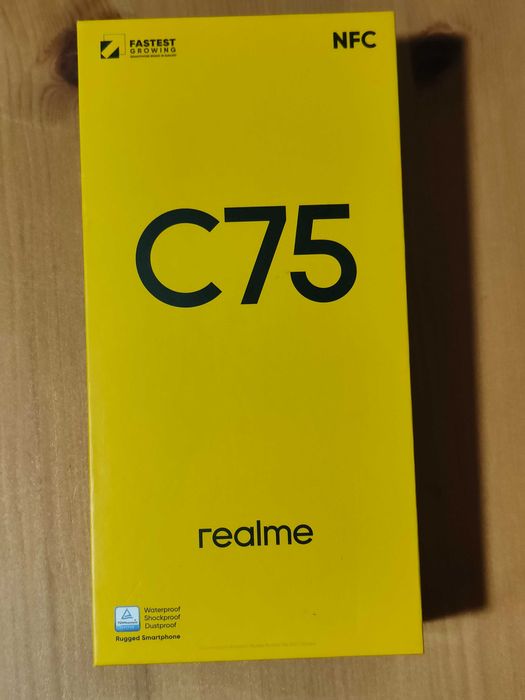 FASTEST
GROWING
NFC
C75
realme
Waterproof
Shockproof
Dustproof
Rugged Smartphone